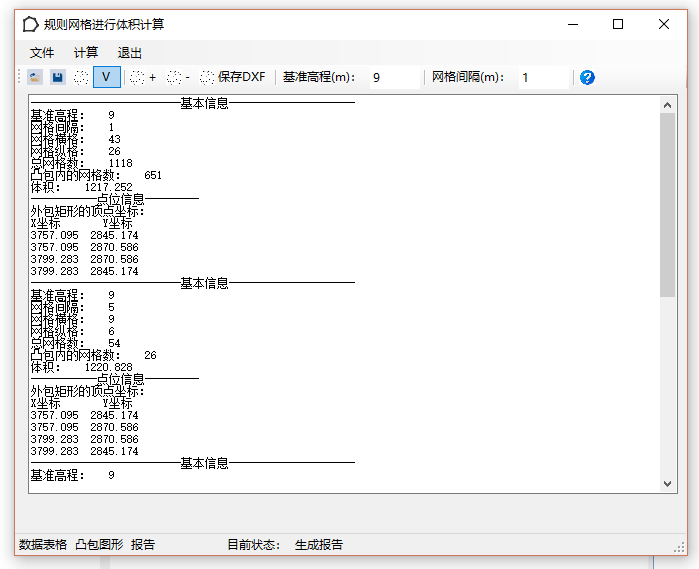 规则网格进行体积计算
文件 计算 退出
V + - 保存DXF 基准高程(m): 9 网格间隔(m): 1 ?
基本信息
基准高程: 9
网格间隔: 1
网格横格: 43
网格纵格: 26
总网格数: 1118
凸包内的网格数: 651
体积: 1217.252
点位信息
外包矩形的顶点坐标:
X坐标 Y坐标
3757.095 2845.174
3757.095 2870.586
3799.283 2870.586
3799.283 2845.174
基本信息
基准高程: 9
网格间隔: 5
网格横格: 9
网格纵格: 6
总网格数: 54
凸包内的网格数: 26
体积: 1220.828
点位信息
外包矩形的顶点坐标:
X坐标 Y坐标
3757.095 2845.174
3757.095 2870.586
3799.283 2870.586
3799.283 2845.174
基本信息
基准高程: 9
数据表格 凸包图形 报告 目前状态: 生成报告